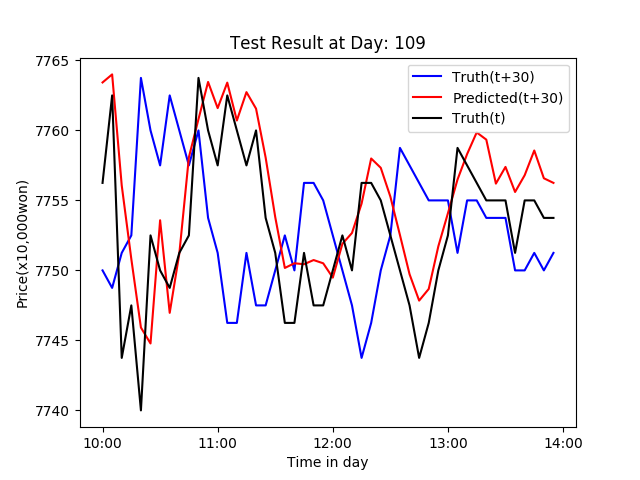 Test Result at Day: 109
Price(x10,000won)
7765
7760
7755
7750
7745
7740
Truth(t+30)
Predicted(t+30)
Truth(t)
10:00 11:00 12:00 13:00 14:00
Time in day